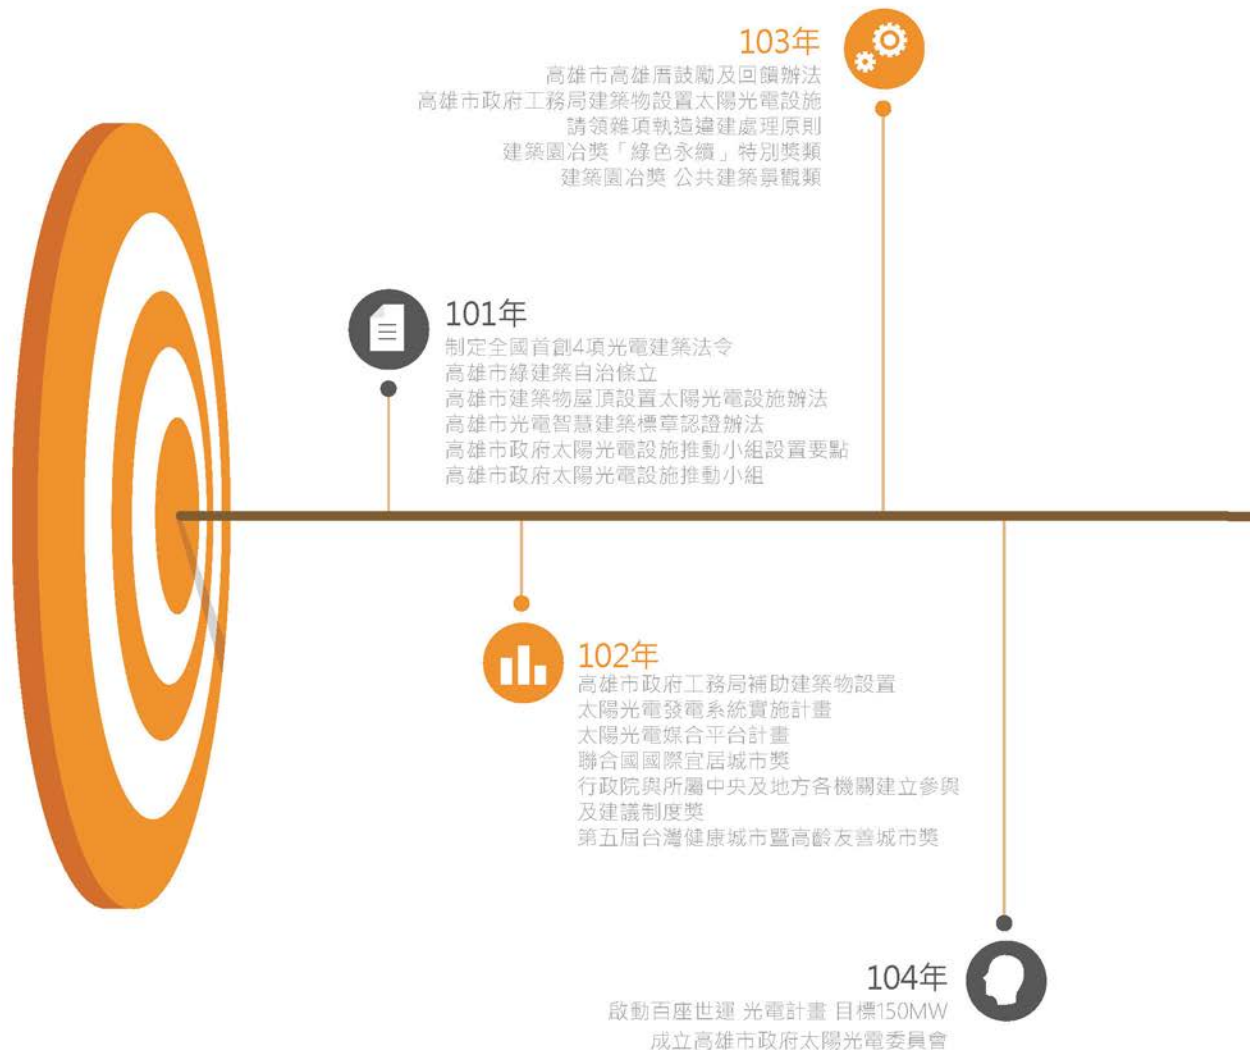 103年
高雄市高雄厝鼓勵及回饋辦法
高雄市政府工務局建築物設置太陽光電設施
請領雜項執造違建處理原則
建築園冶獎「綠色永續」特別獎類
建築園冶獎 公共建築景觀類
101年
制定全國首創4項光電建築法令
高雄市綠建築自治條立
高雄市建築物屋頂設置太陽光電設施辦法
高雄市光電智慧建築標章認證辦法
高雄市政府太陽光電設施推動小組設置要點
高雄市政府太陽光電設施推動小組
102年
高雄市政府工務局補助建築物設置
太陽光電發電系統實施計畫
太陽光電媒合平台計畫
聯合國國際宜居城市獎
行政院與所屬中央及地方各機關建立參與
及建議制度獎
第五屆台灣健康城市暨高齡友善城市獎
104年
啟動百座世運 光電計畫 目標150MW
成立高雄市政府太陽光電委員會